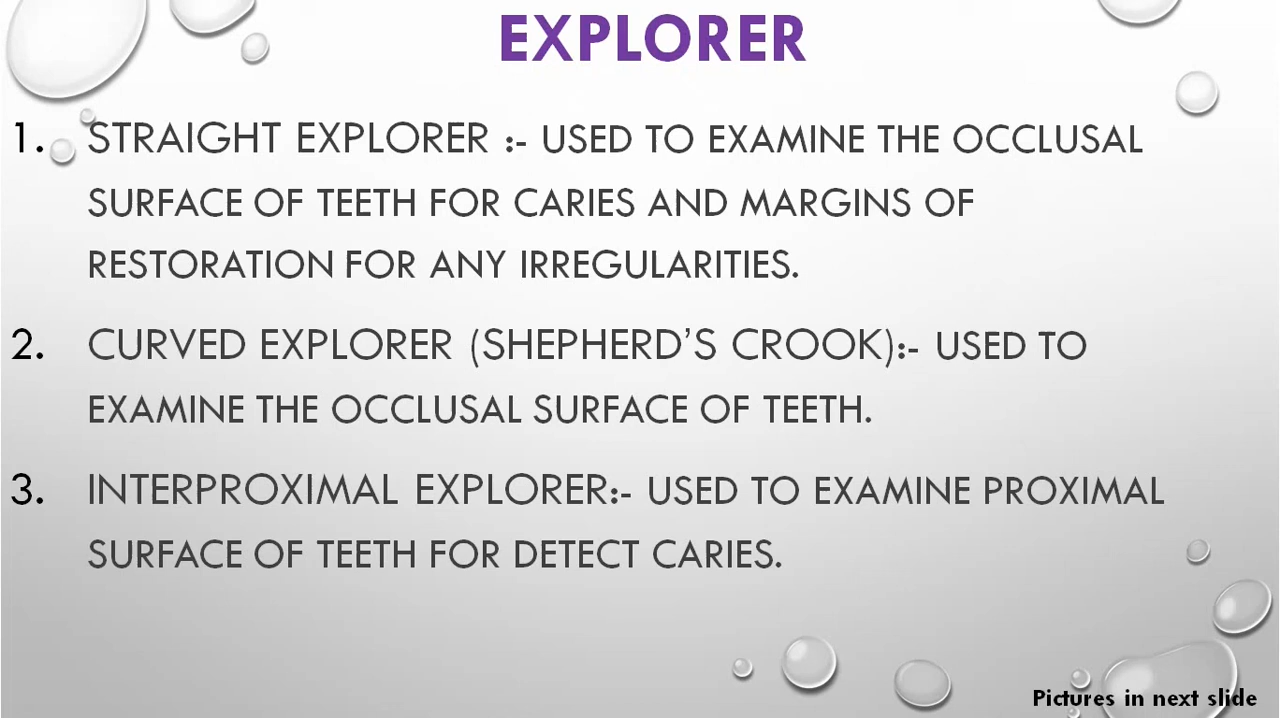 EXPLORER
1. STRAIGHT EXPLORER :- USED TO EXAMINE THE OCCLUSAL
SURFACE OF TEETH FOR CARIES AND MARGINS OF
RESTORATION FOR ANY IRREGULARITIES.
2. CURVED EXPLORER (SHEPHERD'S CROOK):- USED TO
EXAMINE THE OCCLUSAL SURFACE OF TEETH.
3. INTERPROXIMAL EXPLORER:- USED TO EXAMINE PROXIMAL
SURFACE OF TEETH FOR DETECT CARIES.
Pictures in next slide